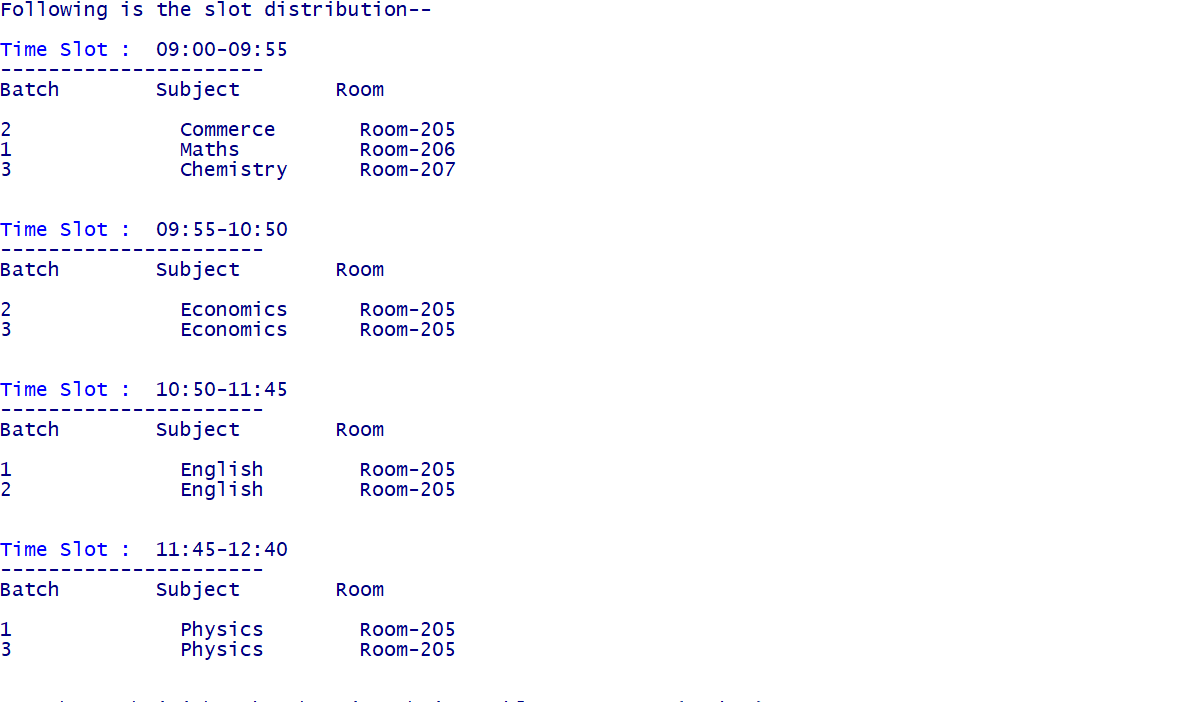 Following is the slot distribution--
Time Slot :  09:00-09:55
----------------------
Batch        Subject        Room
2              Commerce       Room-205
1              Maths          Room-206
3              Chemistry      Room-207
Time Slot :  09:55-10:50
----------------------
Batch        Subject        Room
2              Economics      Room-205
3              Economics      Room-205
Time Slot :  10:50-11:45
----------------------
Batch        Subject        Room
1              English        Room-205
2              English        Room-205
Time Slot :  11:45-12:40
----------------------
Batch        Subject        Room
1              Physics        Room-205
3              Physics        Room-205